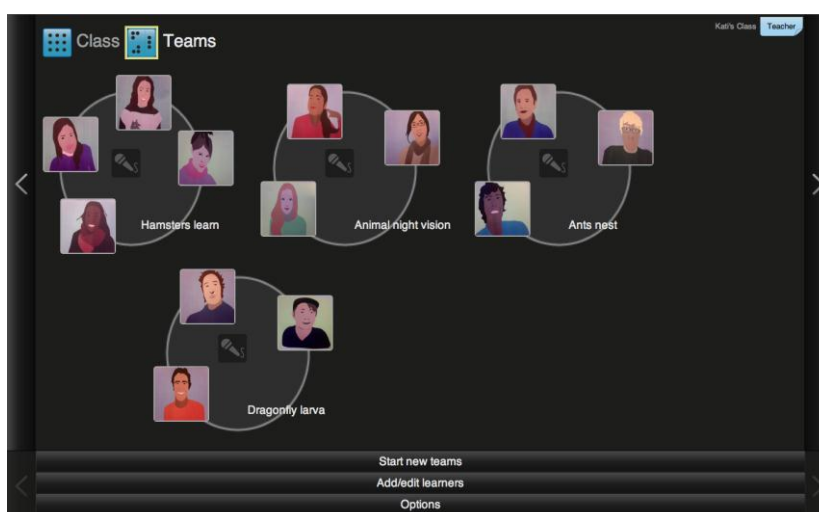 Class Teams
Kati's Class Teacher
Hamsters learn
Animal night vision
Ants nest
Dragonfly larva
Start new teams
Add/edit learners
Options